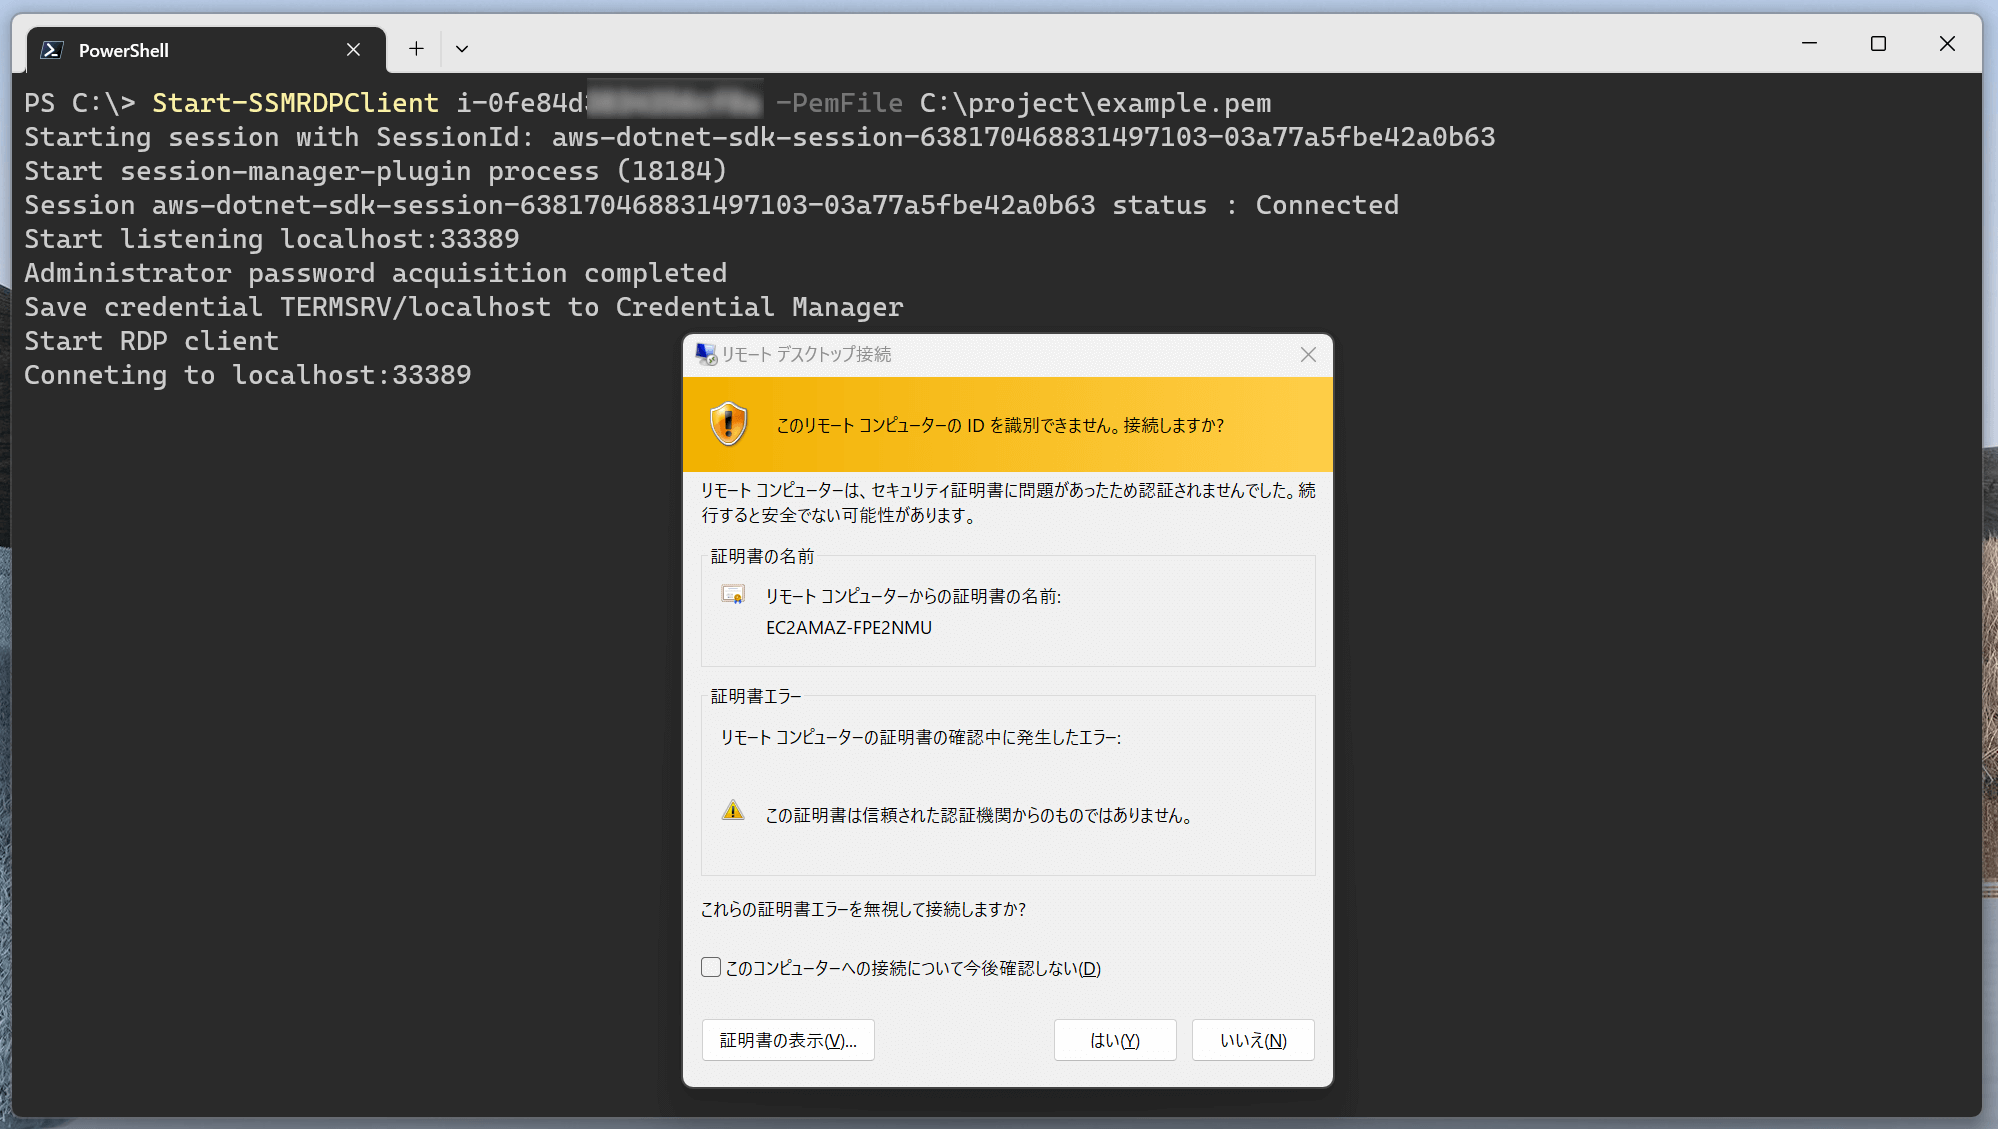 PowerShell
PS C:\> Start-SSMRDPClient i-0fe84d -PemFile C:\project\example.pem
Starting session with SessionId: aws-dotnet-sdk-session-638170468831497103-03a77a5fbe42a0b63
Start session-manager-plugin process (18184)
Session aws-dotnet-sdk-session-638170468831497103-03a77a5fbe42a0b63 status : Connected
Start listening localhost:33389
Administrator password acquisition completed
Save credential TERMSRV/localhost to Credential Manager
Start RDP client
Conneting to localhost:33389
リモート デスクトップ接続
このリモート コンピューターの ID を識別できません。接続しますか?
リモート コンピューターは、セキュリティ証明書に問題があったため認証されませんでした。続
行すると安全でない可能性があります。
証明書の名前
リモート コンピューターからの証明書の名前:
EC2AMAZ-FPE2NMU
証明書エラー
リモート コンピューターの証明書の確認中に発生したエラー:
この証明書は信頼された認証機関からのものではありません。
これらの証明書エラーを無視して接続しますか?
このコンピューターへの接続について今後確認しない(D)
証明書の表示(V)...
はい(Y)
いいえ(N)